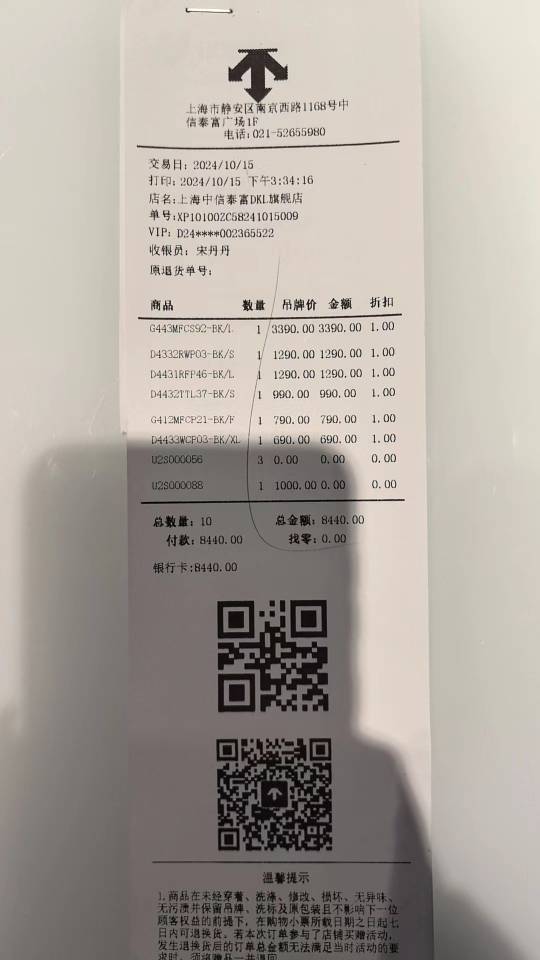 上海市静安区南京西路1168号中
信泰富广场1F
电话:021-52655980
交易日: 2024/10/15
打印: 2024/10/15 下午3:34:16
店名:上海中信泰富DKL旗舰店
单号:XP10100ZC58241015009
VIP: D24****002365522
收银员: 宋丹丹
原退货单号:
商品 数量 吊牌价 金额 折扣
G443MFCS92-BK/L 1 3390.00 3390.00 1.00
D4332RWP03-BK/S 1 1290.00 1290.00 1.00
D4431RFP46-BK/L 1 1290.00 1290.00 1.00
D4432TTL37-BK/S 1 990.00 990.00 1.00
G412MFCP21-BK/F 1 790.00 790.00 1.00
D4433WCP03-BK/XL 1 690.00 690.00 1.00
U2S000056 3 0.00 0.00 0.00
U2S000088 1 1000.00 0.00 0.00
总数量: 10 总金额: 8440.00
付款: 8440.00 找零: 0.00
银行卡:8440.00
温馨提示
1.商品在未经穿着、洗涤、修改、损坏、无异味、
无污渍并保留吊牌、洗标及原包装且不影响下一位
顾客权益的前提下，在购物小票所载日期之日起七
日内可退换货。若本次订单参与了店铺买赠活动，
发生退换货后的订单总金额无法满足当时活动的要
求时，须将赠品一并退回